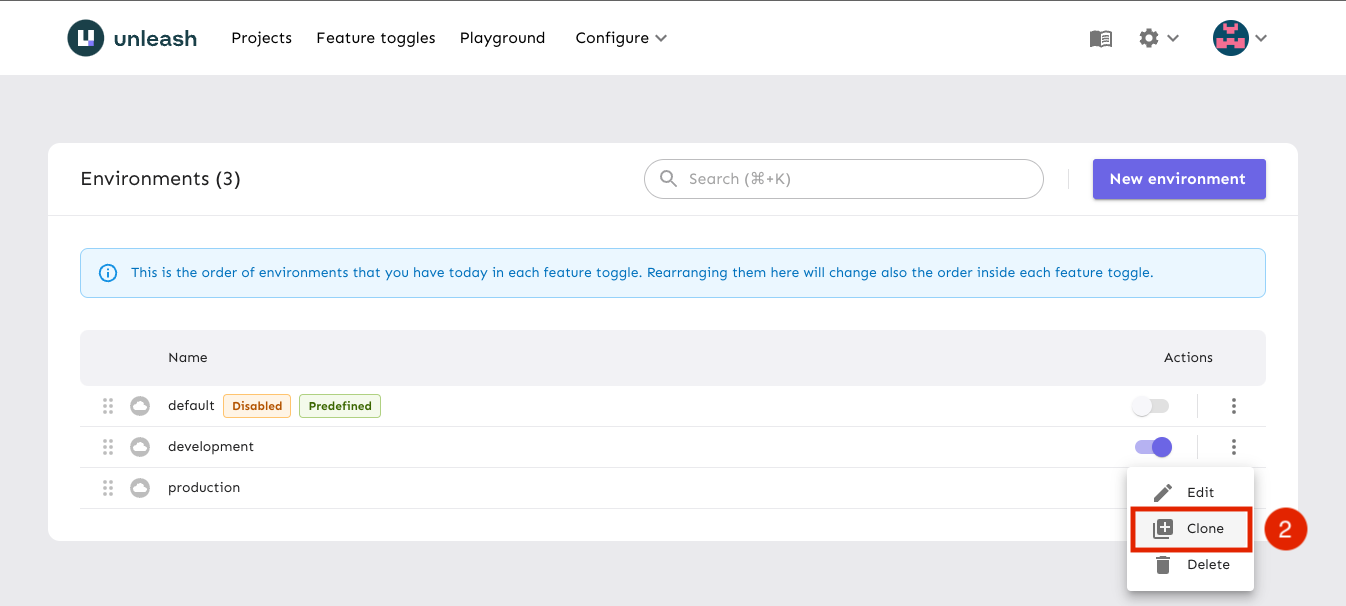 unleash Projects Feature toggles Playground Configure
Environments (3) Search (⌘+K) New environment
This is the order of environments that you have today in each feature toggle. Rearranging them here will change also the order inside each feature toggle.
Name Actions
default Disabled Predefined
development
production
Edit
Clone 2
Delete